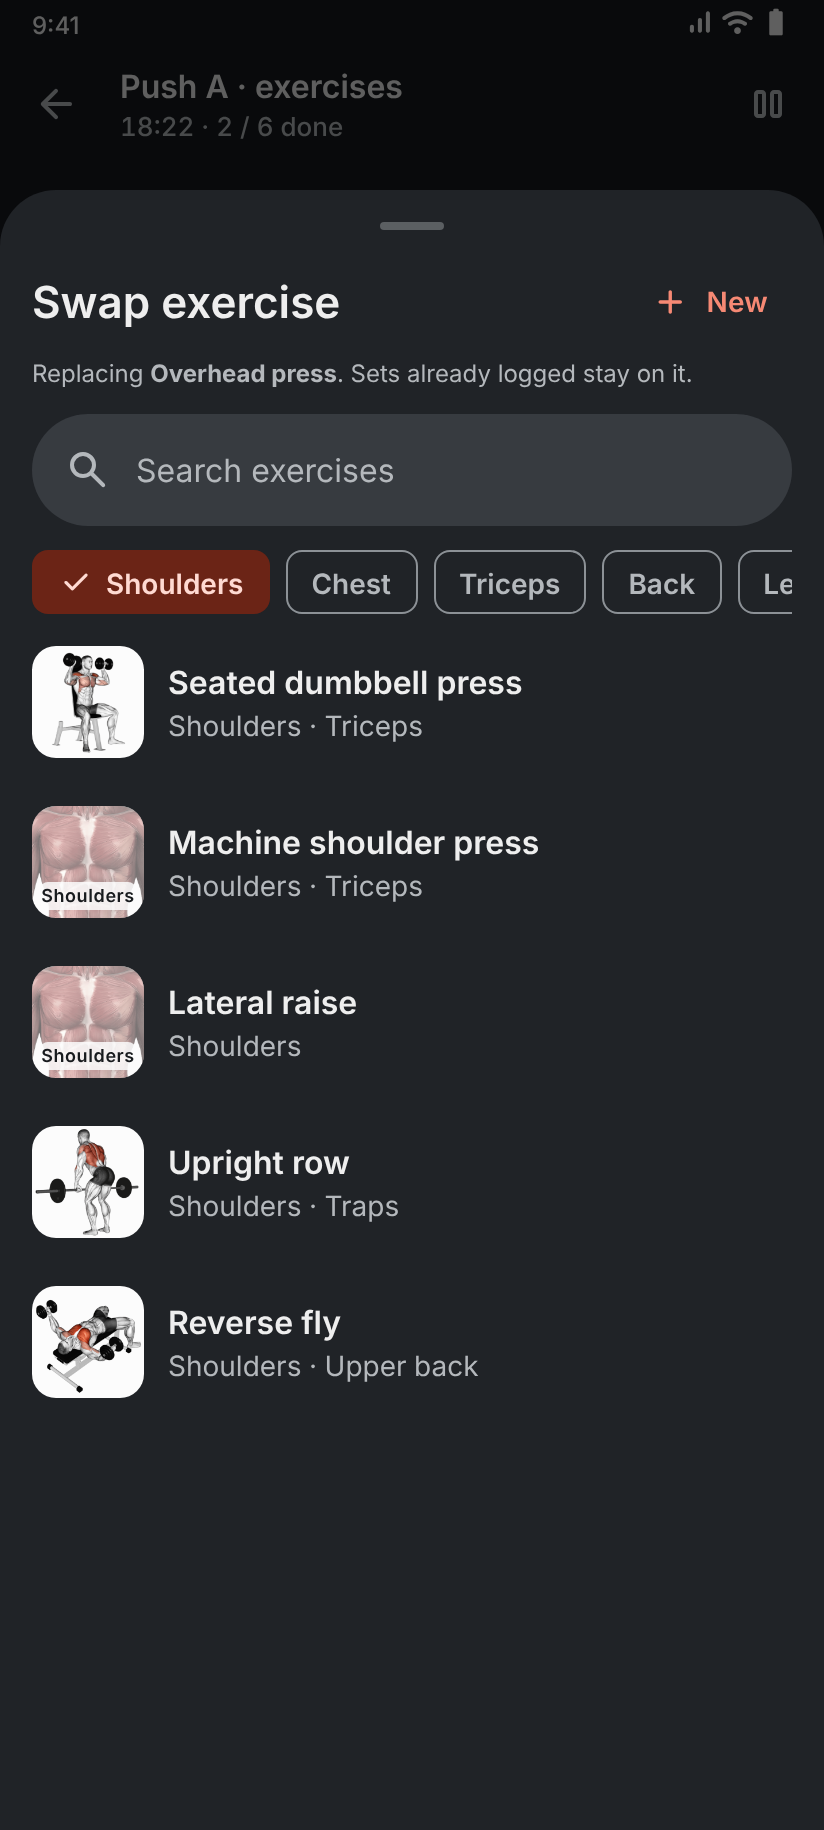 9:41
Push A · exercises
18:22 · 2 / 6 done
Swap exercise
+ New
Replacing Overhead press. Sets already logged stay on it.
Search exercises
Shoulders Chest Triceps Back Le
Seated dumbbell press
Shoulders · Triceps
Machine shoulder press
Shoulders · Triceps
Shoulders
Lateral raise
Shoulders
Shoulders
Upright row
Shoulders · Traps
Reverse fly
Shoulders · Upper back